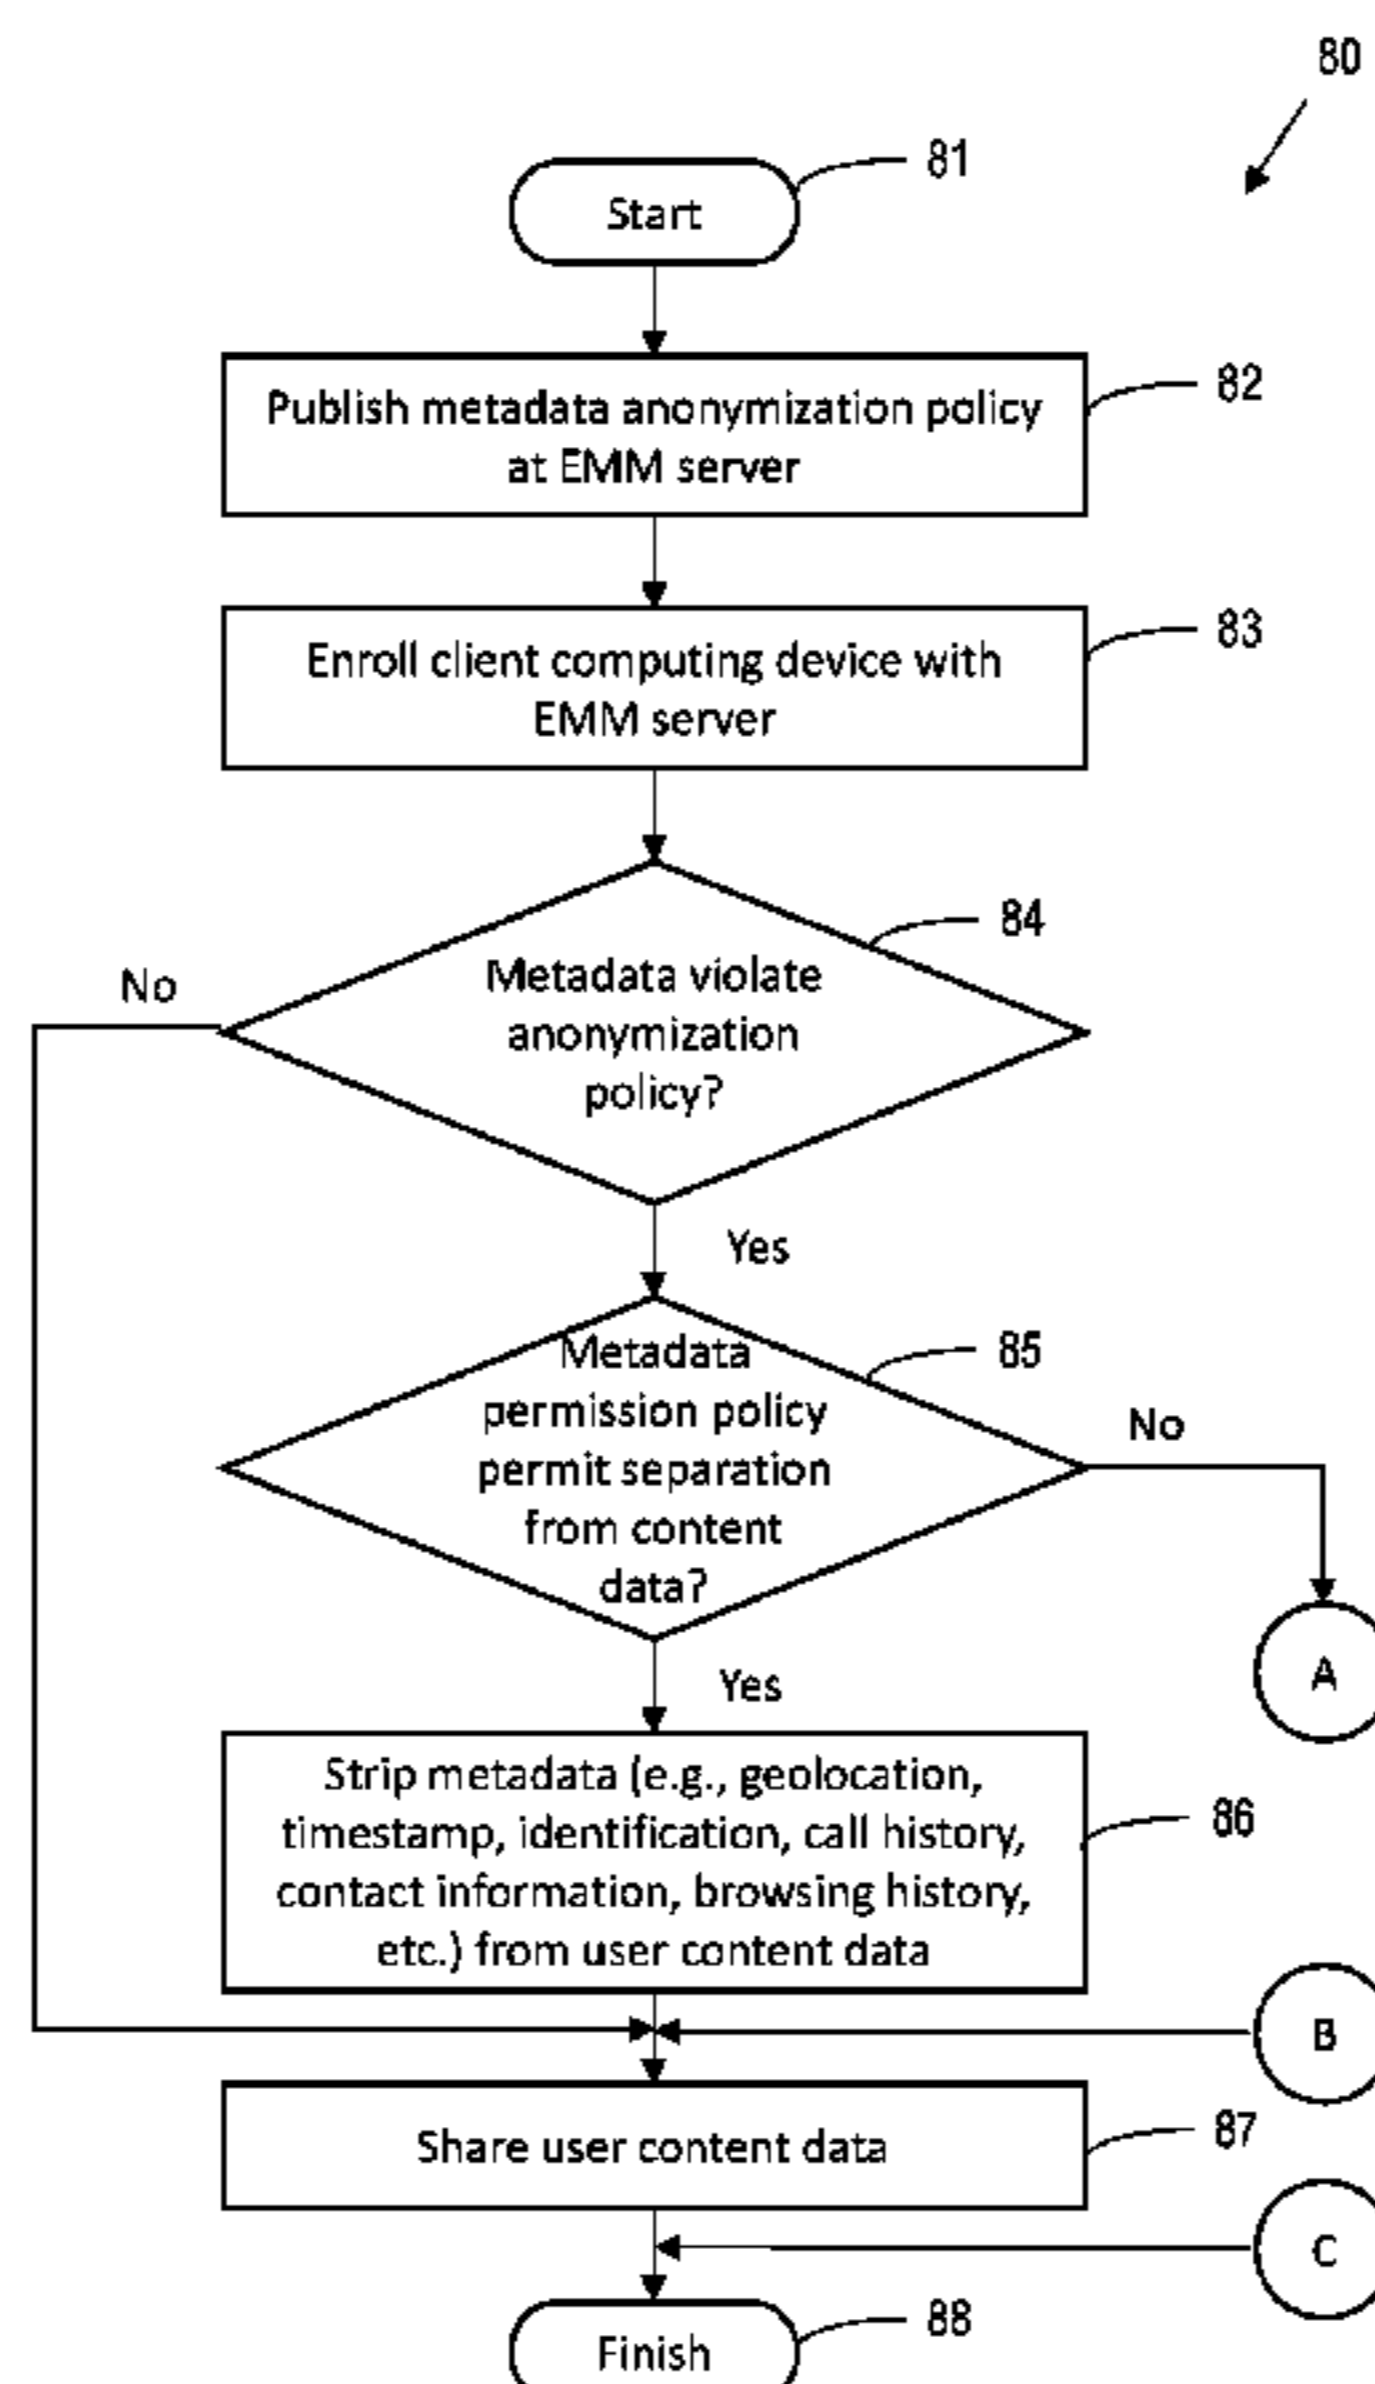 80
81
Start
82
Publish metadata anonymization policy
at EMM server
83
Enroll client computing device with
EMM server
84
No
Metadata violate
anonymization
policy?
Yes
85
Metadata
permission policy
permit separation
from content
data?
No
A
Yes
Strip metadata (e.g., geolocation,
timestamp, identification, call history,
contact information, browsing history,
etc.) from user content data
86
B
Share user content data
87
C
88
Finish